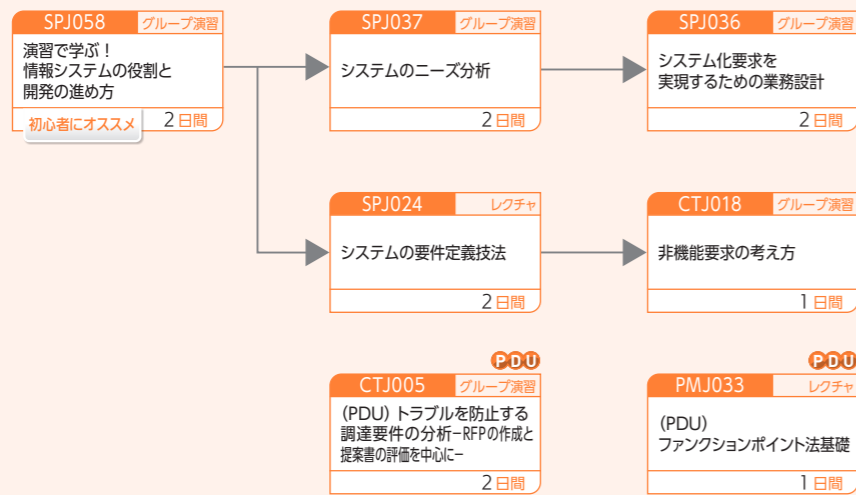 SPJ058 グループ演習
演習で学ぶ！
情報システムの役割と
開発の進め方
初心者にオススメ
2日間
SPJ037 グループ演習
システムのニーズ分析
2日間
SPJ036 グループ演習
システム化要求を
実現するための業務設計
2日間
SPJ024 レクチャ
システムの要件定義技法
2日間
CTJ018 グループ演習
非機能要求の考え方
1日間
PDU
CTJ005 グループ演習
(PDU) トラブルを防止する
調達要件の分析−RFPの作成と
提案書の評価を中心に−
2日間
PDU
PMJ033 レクチャ
(PDU)
ファンクションポイント法基礎
1日間